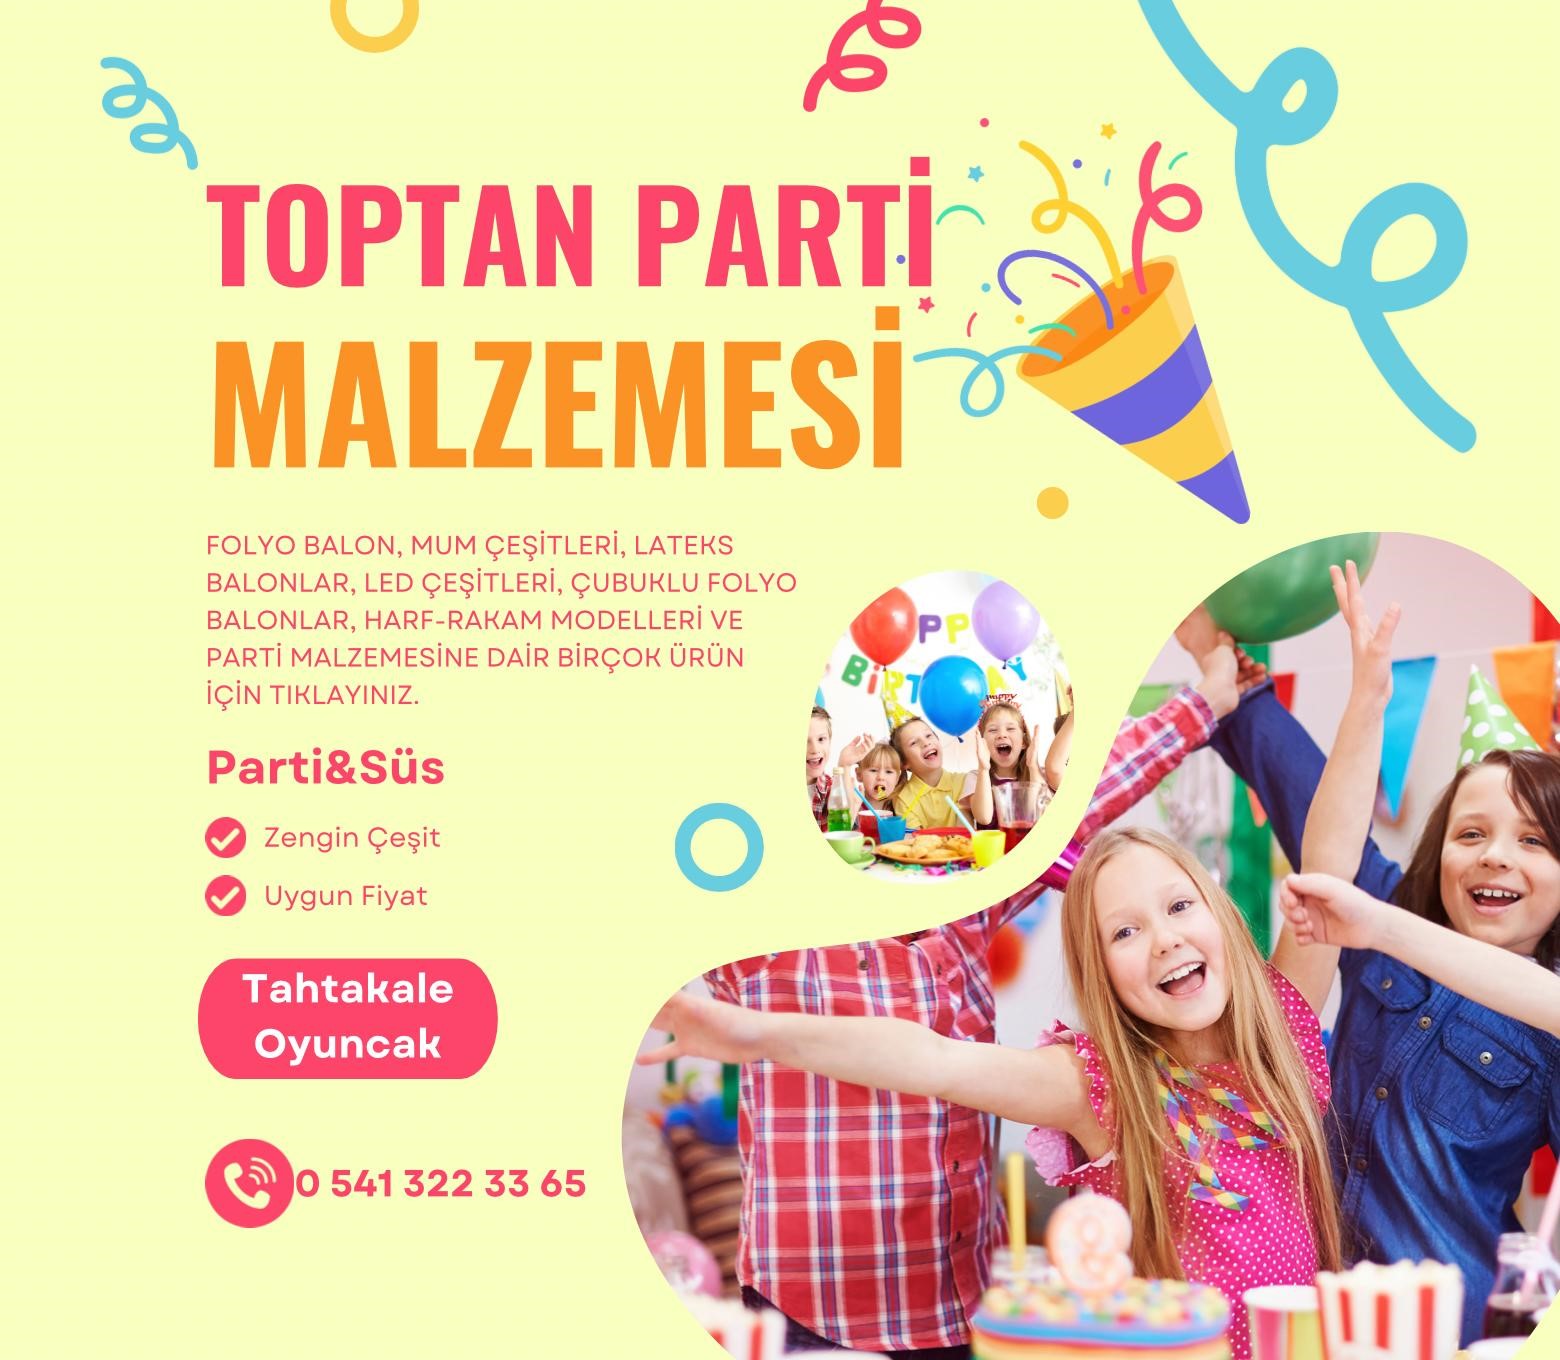 TOPTAN PARTİ
MALZEMESİ
FOLYO BALON, MUM ÇEŞİTLERİ, LATEKS
BALONLAR, LED ÇEŞİTLERİ, ÇUBUKLU FOLYO
BALONLAR, HARF-RAKAM MODELLERİ VE
PARTİ MALZEMESİNE DAİR BİRÇOK ÜRÜN
İÇİN TIKLAYINIZ.
Parti&Süs
Zengin Çeşit
Uygun Fiyat
Tahtakale
Oyuncak
0 541 322 33 65
8